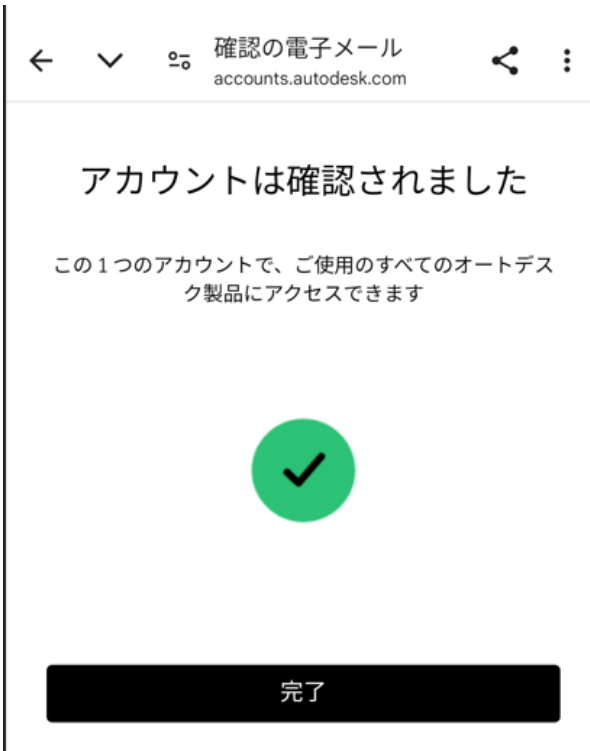 確認の電子メール
accounts.autodesk.com
アカウントは確認されました
この 1 つのアカウントで、ご使用のすべてのオートデス
ク製品にアクセスできます
完了